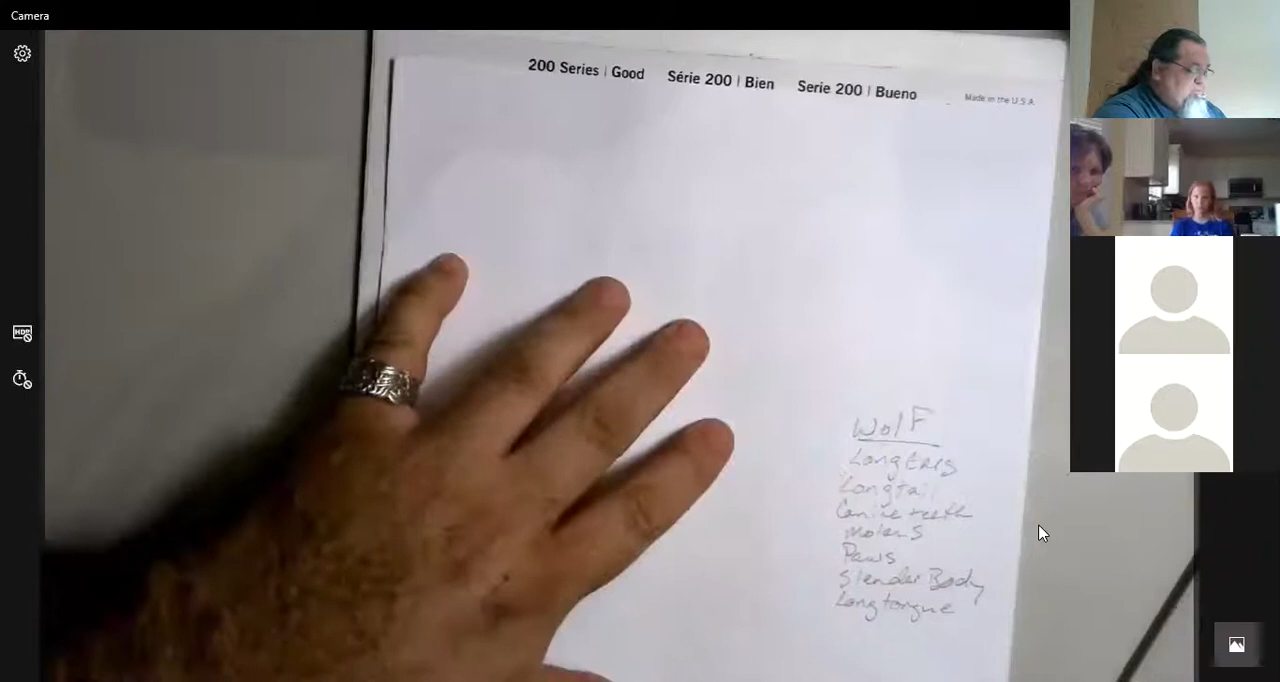 Camera
200 Series | Good Série 200 | Bien Serie 200 | Bueno
Made in the U.S.A
Wolf
Long Ears
Long tail
Canine teeth
Molars
Paws
Slender Body
Long tongue